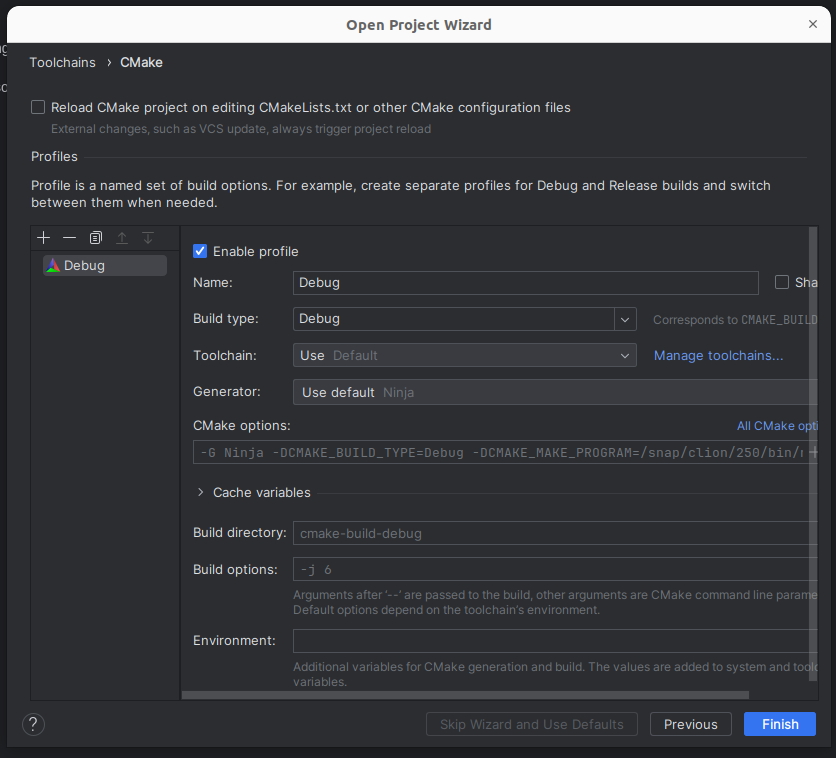 Open Project Wizard
Toolchains › CMake
Reload CMake project on editing CMakeLists.txt or other CMake configuration files
External changes, such as VCS update, always trigger project reload
Profiles
Profile is a named set of build options. For example, create separate profiles for Debug and Release builds and switch
between them when needed.
Debug
Enable profile
Name: Debug
Sha
Build type: Debug
Corresponds to CMAKE_BUILD
Toolchain: Use Default
Manage toolchains...
Generator: Use default Ninja
CMake options: All CMake opti
-G Ninja -DCMAKE_BUILD_TYPE=Debug -DCMAKE_MAKE_PROGRAM=/snap/clion/250/bin/
Cache variables
Build directory: cmake-build-debug
Build options: -j 6
Arguments after '--' are passed to the build, other arguments are CMake command line parame
Default options depend on the toolchain's environment.
Environment:
Additional variables for CMake generation and build. The values are added to system and tool
variables.
? Skip Wizard and Use Defaults Previous Finish